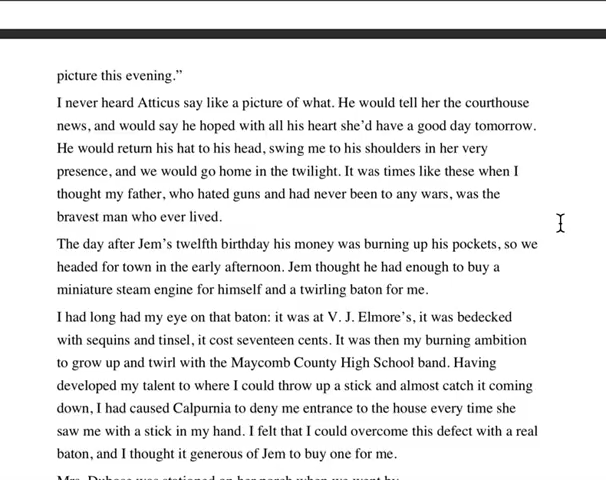 picture this evening.”
I never heard Atticus say like a picture of what. He would tell her the courthouse
news, and would say he hoped with all his heart she’d have a good day tomorrow.
He would return his hat to his head, swing me to his shoulders in her very
presence, and we would go home in the twilight. It was times like these when I
thought my father, who hated guns and had never been to any wars, was the
bravest man who ever lived.
The day after Jem’s twelfth birthday his money was burning up his pockets, so we
headed for town in the early afternoon. Jem thought he had enough to buy a
miniature steam engine for himself and a twirling baton for me.
I had long had my eye on that baton: it was at V. J. Elmore’s, it was bedecked
with sequins and tinsel, it cost seventeen cents. It was then my burning ambition
to grow up and twirl with the Maycomb County High School band. Having
developed my talent to where I could throw up a stick and almost catch it coming
down, I had caused Calpurnia to deny me entrance to the house every time she
saw me with a stick in my hand. I felt that I could overcome this defect with a real
baton, and I thought it generous of Jem to buy one for me.
Mrs. Dubose was stationed on her porch when we went by.